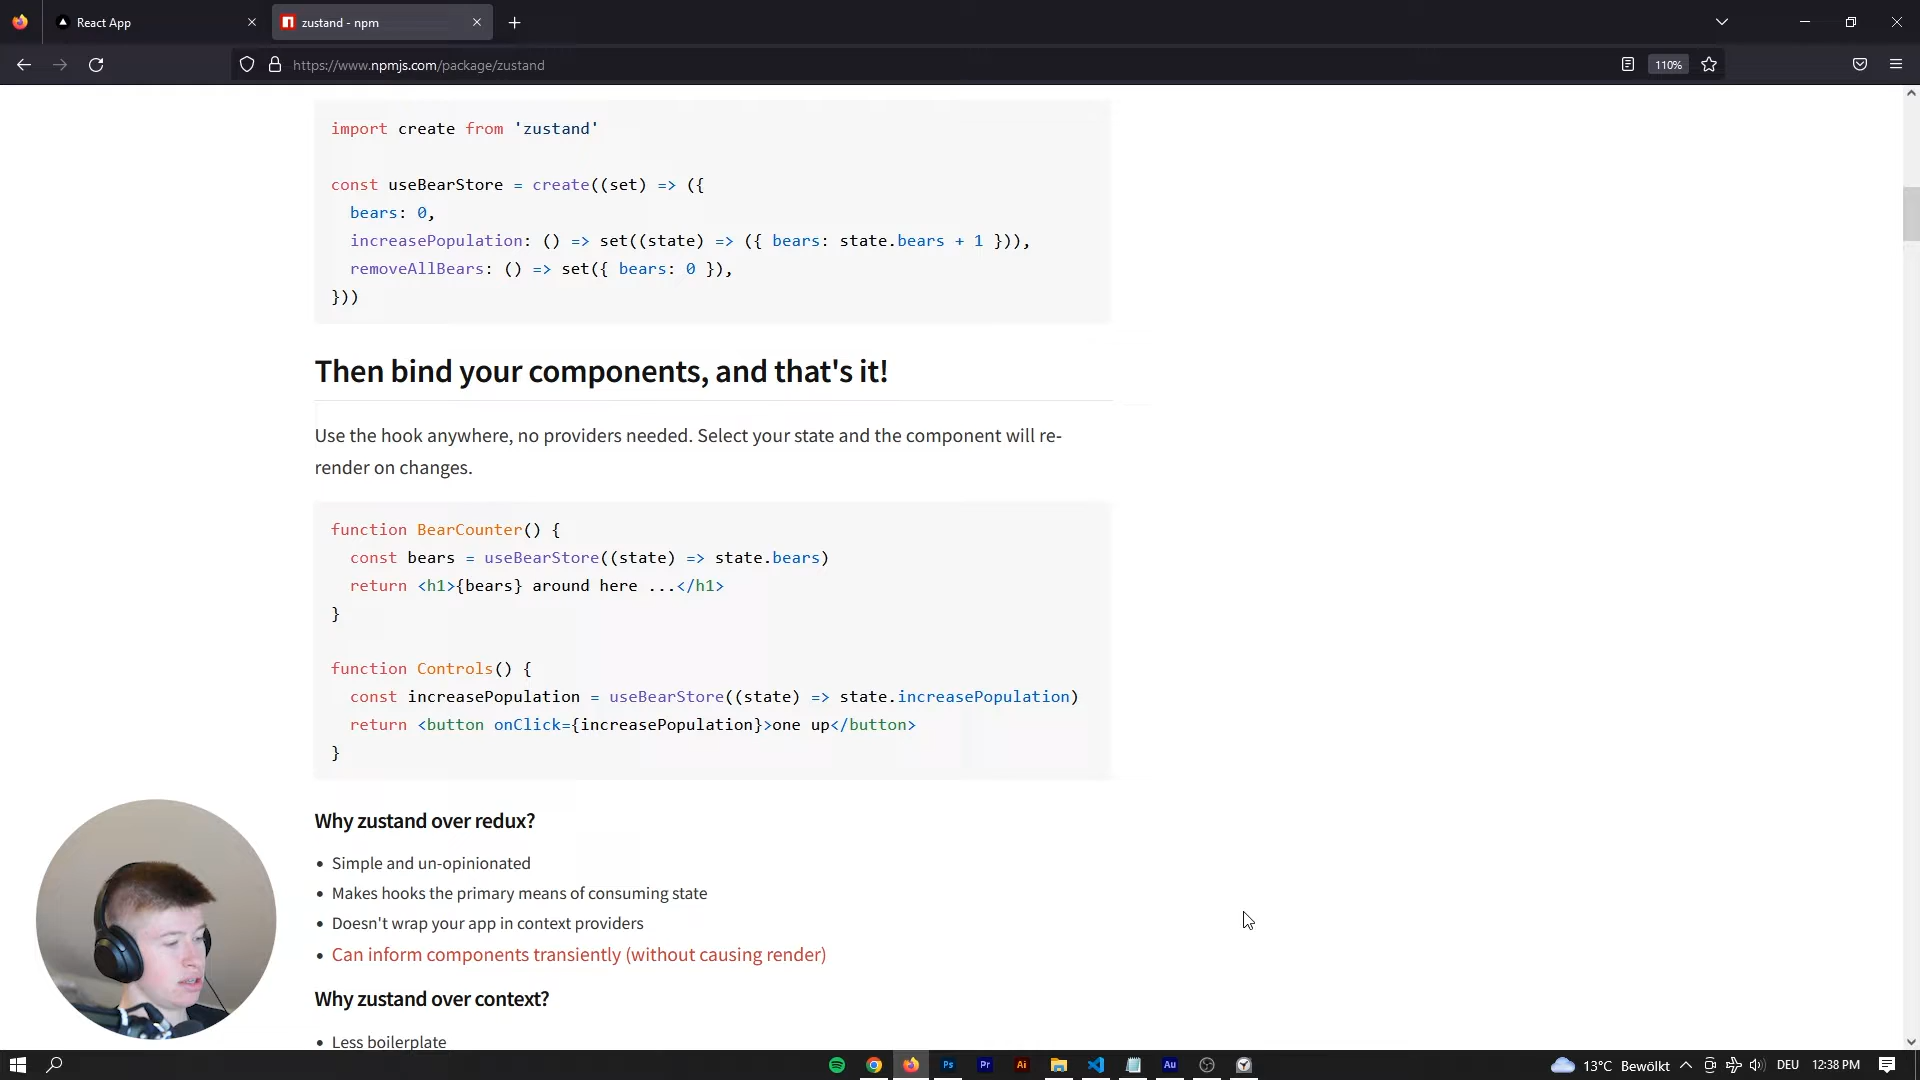 React App
zustand - npm
https://www.npmjs.com/package/zustand
110%
import create from 'zustand'
const useBearStore = create((set) => ({
  bears: 0,
  increasePopulation: () => set((state) => ({ bears: state.bears + 1 })),
  removeAllBears: () => set({ bears: 0 }),
}))
Then bind your components, and that's it!
Use the hook anywhere, no providers needed. Select your state and the component will re-
render on changes.
function BearCounter() {
  const bears = useBearStore((state) => state.bears)
  return <h1>{bears} around here ...</h1>
}
function Controls() {
  const increasePopulation = useBearStore((state) => state.increasePopulation)
  return <button onClick={increasePopulation}>one up</button>
}
Why zustand over redux?
• Simple and un-opinionated
• Makes hooks the primary means of consuming state
• Doesn't wrap your app in context providers
• Can inform components transiently (without causing render)
Why zustand over context?
• Less boilerplate
Ps
Pr
Ai
Au
13°C Bewölkt
DEU
12:38 PM